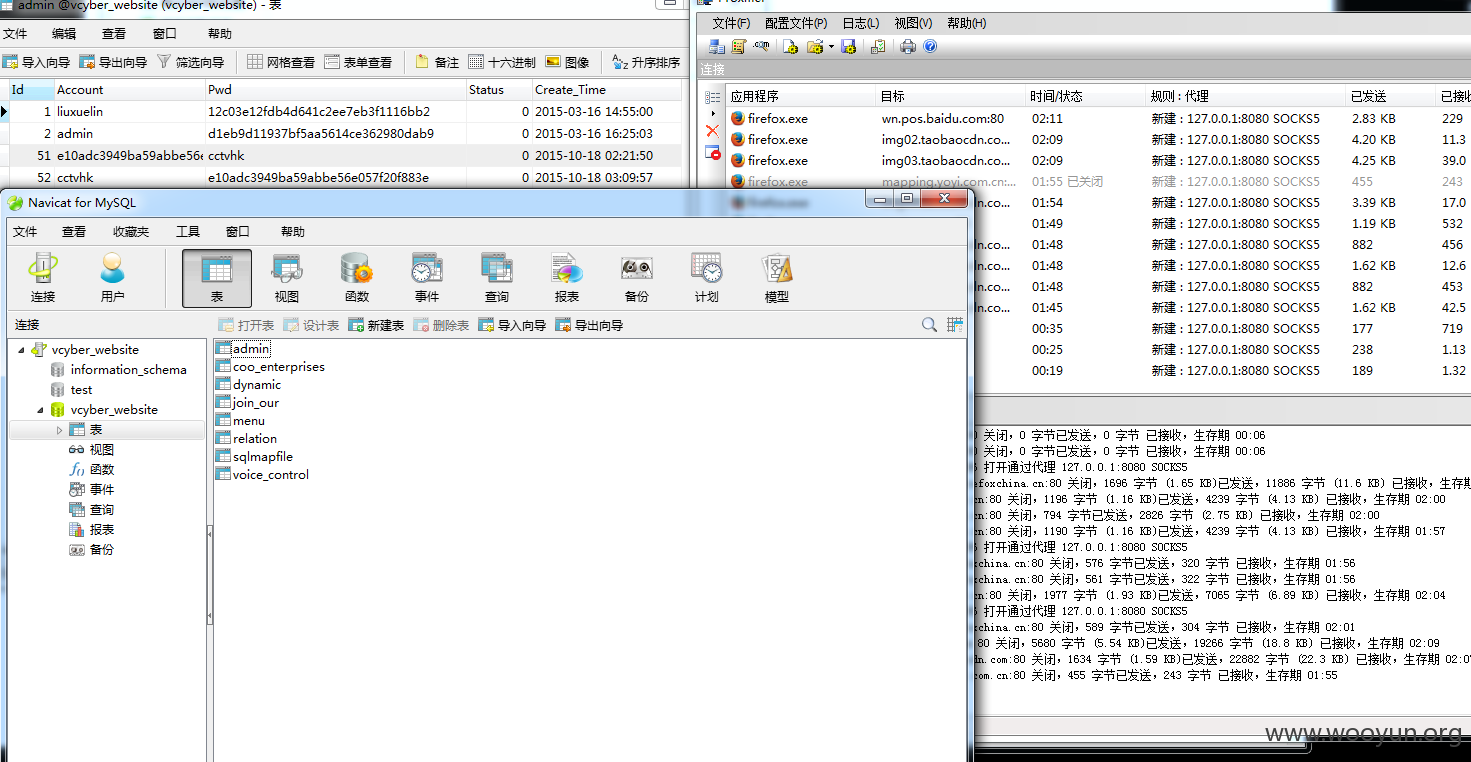 admin @vcyber_website (vcyber_website) - 表
文件 编辑 查看 窗口 帮助
导入向导 导出向导 筛选向导 网格查看 表单查看 备注 十六进制 图像 升序排序
Id Account Pwd Status Create_Time
1 liuxuelin 12c03e12fdb4d641c2ee7eb3f1116bb2 0 2015-03-16 14:55:00
2 admin d1eb9d11937bf5aa5614ce362980dab9 0 2015-03-16 16:25:03
51 e10adc3949ba59abbe56e cctvhk 0 2015-10-18 02:21:50
52 cctvhk e10adc3949ba59abbe56e057f20f883e 0 2015-10-18 03:09:57
文件(F) 配置文件(P) 日志(L) 视图(V) 帮助(H)
连接
应用程序 目标 时间/状态 规则 : 代理 已发送 已接收
firefox.exe wn.pos.baidu.com:80 02:11 新建 : 127.0.0.1:8080 SOCKS5 2.83 KB 229
firefox.exe img02.taobaocdn.co... 02:09 新建 : 127.0.0.1:8080 SOCKS5 4.20 KB 11.3
firefox.exe img03.taobaocdn.co... 02:09 新建 : 127.0.0.1:8080 SOCKS5 4.25 KB 39.0
firefox.exe mapping.yoyi.com.cn:... 01:55 已关闭 新建 : 127.0.0.1:8080 SOCKS5 455 243
dn.co... 01:54 新建 : 127.0.0.1:8080 SOCKS5 3.39 KB 17.0
01:49 新建 : 127.0.0.1:8080 SOCKS5 1.19 KB 532
dn.co... 01:48 新建 : 127.0.0.1:8080 SOCKS5 882 456
dn.co... 01:48 新建 : 127.0.0.1:8080 SOCKS5 1.62 KB 12.6
dn.co... 01:48 新建 : 127.0.0.1:8080 SOCKS5 882 453
dn.co... 01:45 新建 : 127.0.0.1:8080 SOCKS5 1.62 KB 42.5
00:35 新建 : 127.0.0.1:8080 SOCKS5 177 719
00:25 新建 : 127.0.0.1:8080 SOCKS5 238 1.13
00:19 新建 : 127.0.0.1:8080 SOCKS5 189 1.32
Navicat for MySQL
文件 查看 收藏夹 工具 窗口 帮助
连接 用户 表 视图 函数 事件 查询 报表 备份 计划 模型
连接 打开表 设计表 新建表 删除表 导入向导 导出向导
vcyber_website
information_schema
test
vcyber_website
表
视图
函数
事件
查询
报表
备份
admin
coo_enterprises
dynamic
join_our
menu
relation
sqlmapfile
voice_control
关闭, 0 字节已发送, 0 字节 已接收, 生存期 00:06
关闭, 0 字节已发送, 0 字节 已接收, 生存期 00:06
打开通过代理 127.0.0.1:8080 SOCKS5
efoxchina.cn:80 关闭, 1696 字节 (1.65 KB)已发送, 11886 字节 (11.6 KB) 已接收, 生存期
cn:80 关闭, 1196 字节 (1.16 KB)已发送, 4239 字节 (4.13 KB) 已接收, 生存期 02:00
cn:80 关闭, 794 字节已发送, 2826 字节 (2.75 KB) 已接收, 生存期 02:00
cn:80 关闭, 1190 字节 (1.16 KB)已发送, 4239 字节 (4.13 KB) 已接收, 生存期 01:57
打开通过代理 127.0.0.1:8080 SOCKS5
xchina.cn:80 关闭, 576 字节已发送, 320 字节 已接收, 生存期 01:56
xchina.cn:80 关闭, 561 字节已发送, 322 字节 已接收, 生存期 01:56
cn:80 关闭, 1977 字节 (1.93 KB)已发送, 7065 字节 (6.89 KB) 已接收, 生存期 02:04
打开通过代理 127.0.0.1:8080 SOCKS5
xchina.cn:80 关闭, 589 字节已发送, 304 字节 已接收, 生存期 02:01
:80 关闭, 5680 字节 (5.54 KB)已发送, 19266 字节 (18.8 KB) 已接收, 生存期 02:09
dn.com:80 关闭, 1634 字节 (1.59 KB)已发送, 22882 字节 (22.3 KB) 已接收, 生存期 02:07
com.cn:80 关闭, 455 字节已发送, 243 字节 已接收, 生存期 01:55
www.wooyun.org